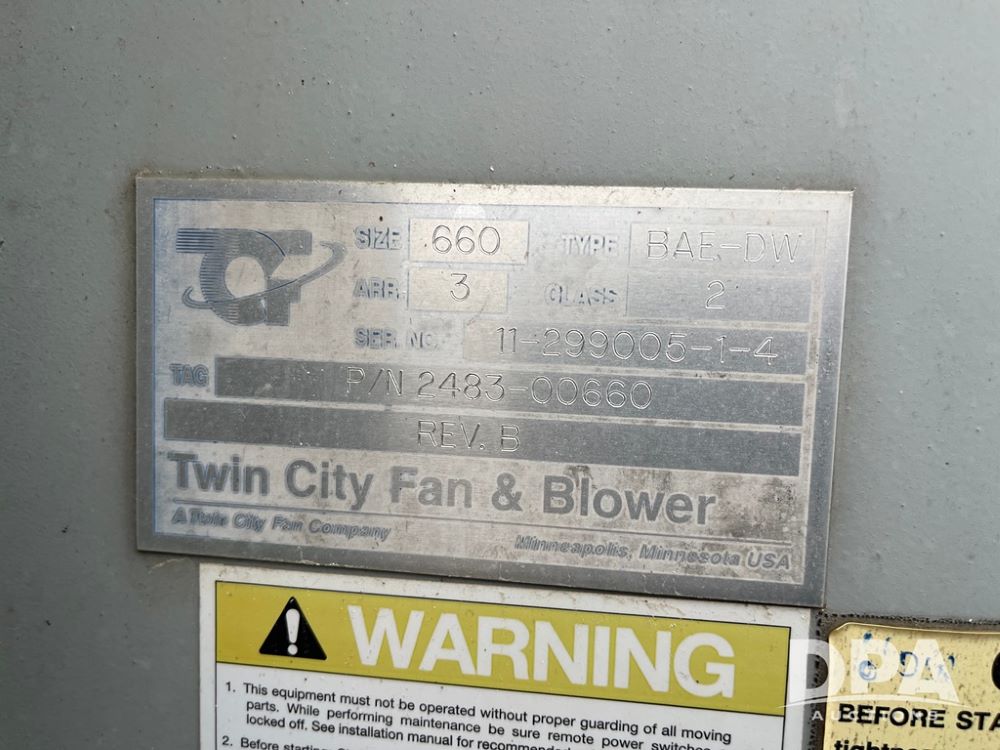 TCF
SIZE 660 TYPE BAE-DW
ARR. 3 CLASS 2
SER. NO. 11-299005-1-4
TAG P/N 2483-00660
REV. B
Twin City Fan & Blower
A Twin City Fan Company Minneapolis, Minnesota USA
WARNING
1. This equipment must not be operated without proper guarding of all moving
parts. While performing maintenance be sure remote power switches
locked off. See installation manual for recommended
2. Before
DPA
BEFORE STA